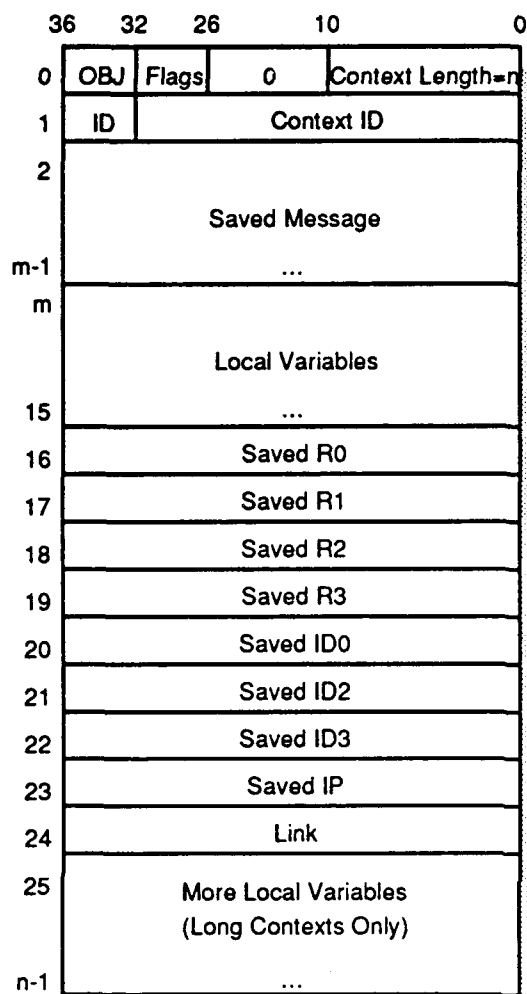 36 32 26 10 0
0 OBJ Flags 0 Context Length=n
1 ID Context ID
2
Saved Message
m-1 ...
m
Local Variables
15 ...
16 Saved R0
17 Saved R1
18 Saved R2
19 Saved R3
20 Saved ID0
21 Saved ID2
22 Saved ID3
23 Saved IP
24 Link
25 More Local Variables
(Long Contexts Only)
n-1 ...